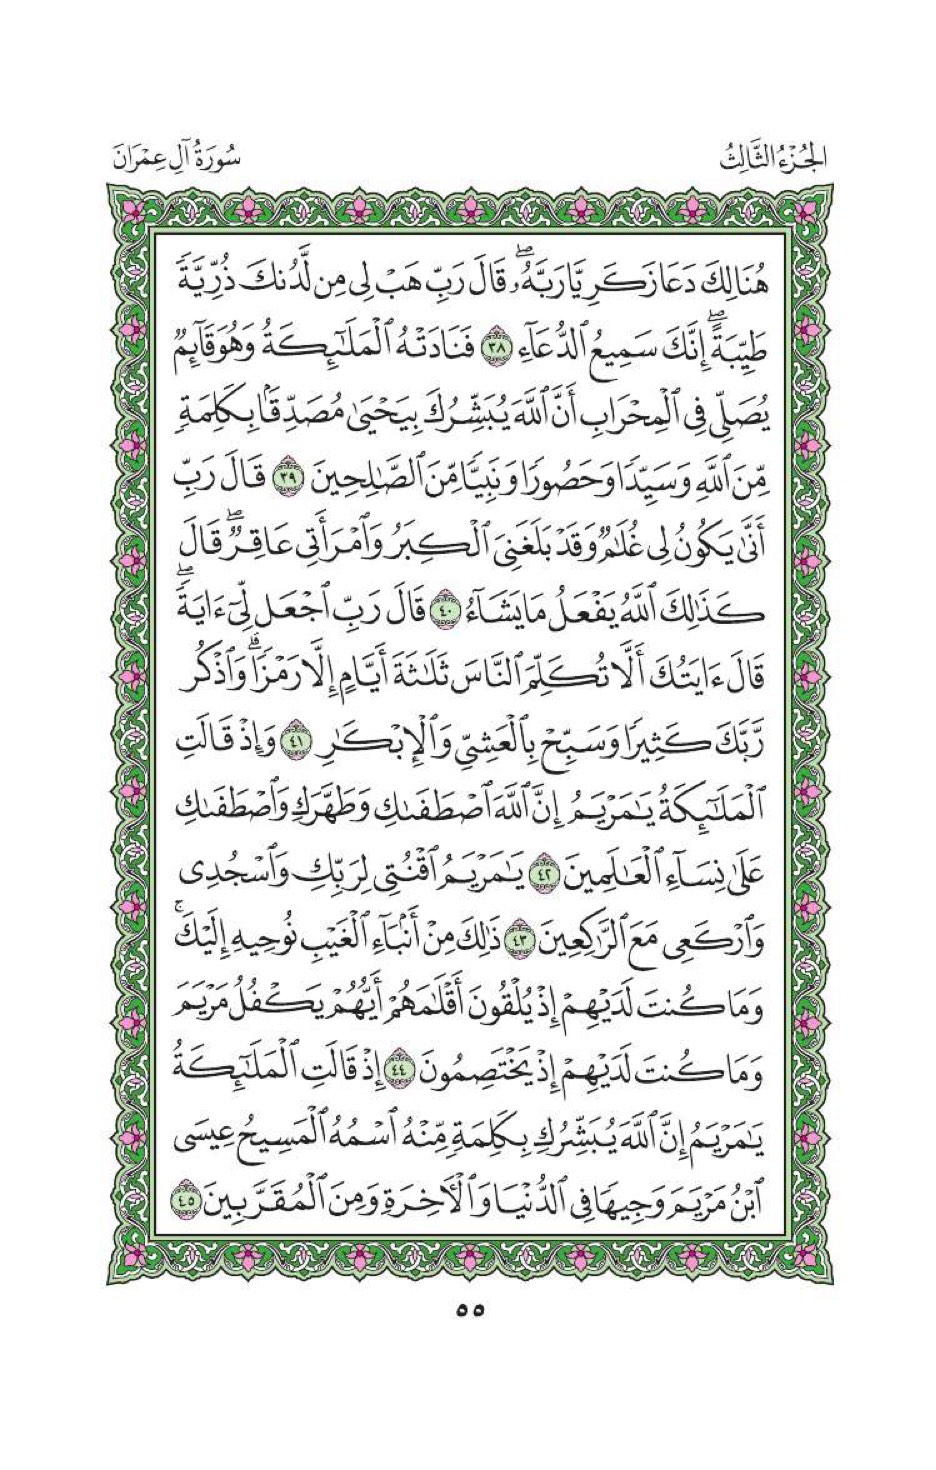 الجُزْءُ الثَّالِثُ
سُورَةُ آلِ عِمْرَانَ
هُنَالِكَ دَعَا زَكَرِيَّا رَبَّهُۥۖ قَالَ رَبِّ هَبْ لِى مِن لَّدُنكَ ذُرِّيَّةً
طَيِّبَةًۖ إِنَّكَ سَمِيعُ ٱلدُّعَآءِ ٣٨ فَنَادَتْهُ ٱلْمَلَٰٓئِكَةُ وَهُوَ قَآئِمٌ
يُصَلِّى فِى ٱلْمِحْرَابِ أَنَّ ٱللَّهَ يُبَشِّرُكَ بِيَحْيَىٰ مُصَدِّقًۢا بِكَلِمَةٍ
مِّنَ ٱللَّهِ وَسَيِّدًا وَحَصُورًا وَنَبِيًّا مِّنَ ٱلصَّٰلِحِينَ ٣٩ قَالَ رَبِّ
أَنَّىٰ يَكُونُ لِى غُلَٰمٌ وَقَدْ بَلَغَنِىَ ٱلْكِبَرُ وَٱمْرَأَتِى عَاقِرٌۖ قَالَ
كَذَٰلِكَ ٱللَّهُ يَفْعَلُ مَا يَشَآءُ ٤٠ قَالَ رَبِّ ٱجْعَل لِّىٓ ءَايَةًۖ
قَالَ ءَايَتُكَ أَلَّا تُكَلِّمَ ٱلنَّاسَ ثَلَٰثَةَ أَيَّامٍ إِلَّا رَمْزًاۗ وَٱذْكُر
رَّبَّكَ كَثِيرًا وَسَبِّحْ بِٱلْعَشِىِّ وَٱلْإِبْكَٰرِ ٤١ وَإِذْ قَالَتِ
ٱلْمَلَٰٓئِكَةُ يَٰمَرْيَمُ إِنَّ ٱللَّهَ ٱصْطَفَىٰكِ وَطَهَّرَكِ وَٱصْطَفَىٰكِ
عَلَىٰ نِسَآءِ ٱلْعَٰلَمِينَ ٤٢ يَٰمَرْيَمُ ٱقْنُتِى لِرَبِّكِ وَٱسْجُدِى
وَٱرْكَعِى مَعَ ٱلرَّٰكِعِينَ ٤٣ ذَٰلِكَ مِنْ أَنۢبَآءِ ٱلْغَيْبِ نُوحِيهِ إِلَيْكَۚ
وَمَا كُنتَ لَدَيْهِمْ إِذْ يُلْقُونَ أَقْلَٰمَهُمْ أَيُّهُمْ يَكْفُلُ مَرْيَمَ
وَمَا كُنتَ لَدَيْهِمْ إِذْ يَخْتَصِمُونَ ٤٤ إِذْ قَالَتِ ٱلْمَلَٰٓئِكَةُ
يَٰمَرْيَمُ إِنَّ ٱللَّهَ يُبَشِّرُكِ بِكَلِمَةٍ مِّنْهُ ٱسْمُهُ ٱلْمَسِيحُ عِيسَى
ٱبْنُ مَرْيَمَ وَجِيهًا فِى ٱلدُّنْيَا وَٱلْأَخِرَةِ وَمِنَ ٱلْمُقَرَّبِينَ ٤٥
٥٥